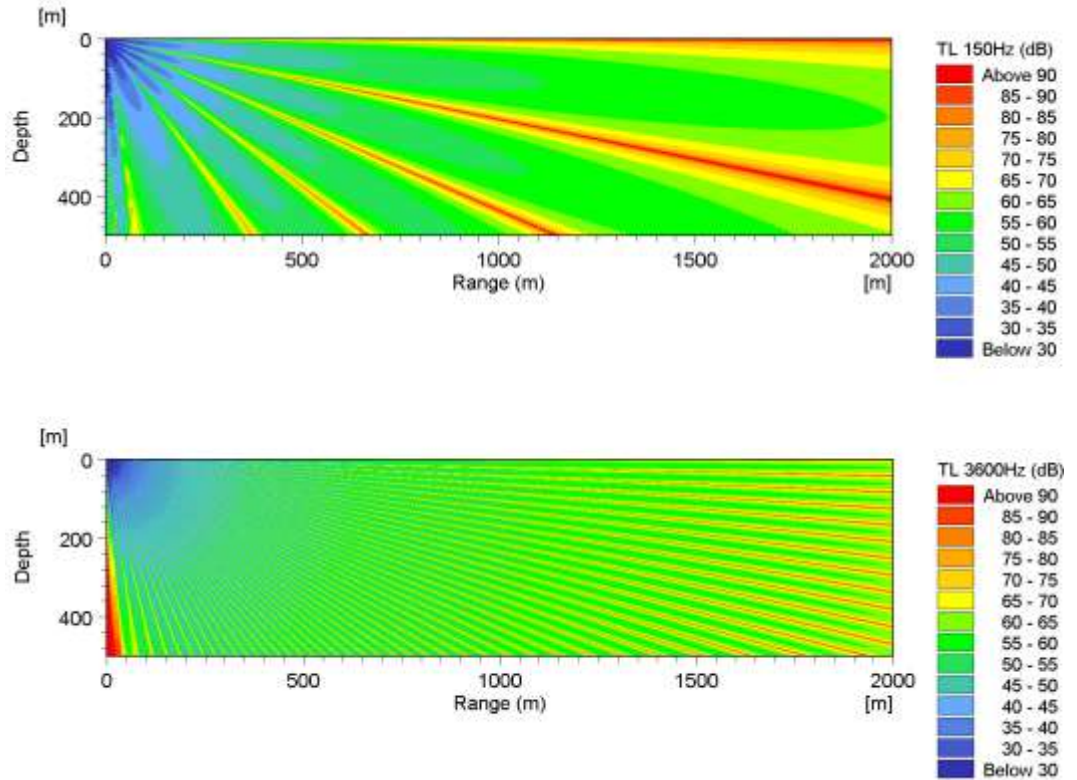 [m]
0
200
400
Depth
0 500 1000 1500 2000
Range (m) [m]
TL 150Hz (dB)
Above 90
85 - 90
80 - 85
75 - 80
70 - 75
65 - 70
60 - 65
55 - 60
50 - 55
45 - 50
40 - 45
35 - 40
30 - 35
Below 30
[m]
0
200
400
Depth
0 500 1000 1500 2000
Range (m) [m]
TL 3600Hz (dB)
Above 90
85 - 90
80 - 85
75 - 80
70 - 75
65 - 70
60 - 65
55 - 60
50 - 55
45 - 50
40 - 45
35 - 40
30 - 35
Below 30